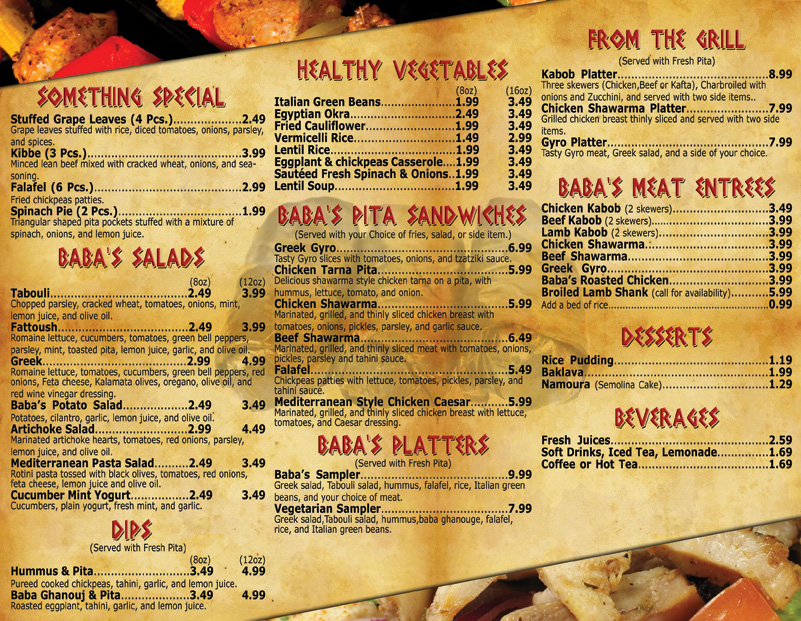 SOMETHING SPECIAL
Stuffed Grape Leaves (4 Pcs.)..................2.49
Grape leaves stuffed with rice, diced tomatoes, onions, parsley,
and spices.
Kibbe (3 Pcs.)........................................3.99
Minced lean beef mixed with cracked wheat, onions, and sea-
soning.
Falafel (6 Pcs.)......................................2.99
Fried chickpeas patties.
Spinach Pie (2 Pcs.)................................1.99
Triangular shaped pita pockets stuffed with a mixture of
spinach, onions, and lemon juice.
BABA'S SALADS
(8oz) (12oz)
Tabouli................................2.49 3.99
Chopped parsley, cracked wheat, tomatoes, onions, mint,
lemon juice, and olive oil.
Fattoush..............................2.49 3.99
Romaine lettuce, cucumbers, tomatoes, green bell peppers,
parsley, mint, toasted pita, lemon juice, garlic, and olive oil.
Greek..................................2.99 4.99
Romaine lettuce, tomatoes, cucumbers, green bell peppers, red
onions, Feta cheese, Kalamata olives, oregano, olive oil, and
red wine vinegar dressing.
Baba's Potato Salad...............2.49 3.49
Potatoes, cilantro, garlic, lemon juice, and olive oil.
Artichoke Salad.....................2.99 4.49
Marinated artichoke hearts, tomatoes, red onions, parsley,
lemon juice, and olive oil.
Mediterranean Pasta Salad.......2.49 3.49
Rotini pasta tossed with black olives, tomatoes, red onions,
feta cheese, lemon juice and olive oil.
Cucumber Mint Yogurt............2.49 3.49
Cucumbers, plain yogurt, fresh mint, and garlic.
DIPS
(Served with Fresh Pita)
(8oz) (12oz)
Hummus & Pita.....................3.49 4.99
Pureed cooked chickpeas, tahini, garlic, and lemon juice.
Baba Ghanouj & Pita...............3.49 4.99
Roasted eggplant, tahini, garlic, and lemon juice.
HEALTHY VEGETABLES
(8oz) (16oz)
Italian Green Beans................1.99 3.49
Egyptian Okra.......................2.49 3.49
Fried Cauliflower....................1.99 3.49
Vermicelli Rice.......................1.49 2.99
Lentil Rice............................1.99 3.49
Eggplant & chickpeas Casserole....1.99 3.49
Sautéed Fresh Spinach & Onions..1.99 3.49
Lentil Soup...........................1.99 3.49
BABA'S PITA SANDWICHES
(Served with your Choice of fries, salad, or side item.)
Greek Gyro..................................6.99
Tasty Gyro slices with tomatoes, onions, and tzatziki sauce.
Chicken Tarna Pita.........................5.99
Delicious shawarma style chicken tarna on a pita, with
hummus, lettuce, tomato, and onion.
Chicken Shawarma.........................5.99
Marinated, grilled, and thinly sliced chicken breast with
tomatoes, onions, pickles, parsley, and garlic sauce.
Beef Shawarma..............................6.49
Marinated, grilled, and thinly sliced meat with tomatoes, onions,
pickles, parsley and tahini sauce.
Falafel........................................5.49
Chickpeas patties with lettuce, tomatoes, pickles, parsley, and
tahini sauce.
Mediterranean Style Chicken Caesar.......5.99
Marinated, grilled, and thinly sliced chicken breast with lettuce,
tomatoes, and Caesar dressing.
BABA'S PLATTERS
(Served with Fresh Pita)
Baba's Sampler..............................9.99
Greek salad, Tabouli salad, hummus, falafel, rice, Italian green
beans, and your choice of meat.
Vegetarian Sampler.........................7.99
Greek salad,Tabouli salad, hummus,baba ghanouge, falafel,
rice, and Italian green beans.
FROM THE GRILL
(Served with Fresh Pita)
Kabob Platter................................8.99
Three skewers (Chicken,Beef or Kafta), Charbroiled with
onions and Zucchini, and served with two side items..
Chicken Shawarma Platter...................7.99
Grilled chicken breast thinly sliced and served with two side
items.
Gyro Platter..................................7.99
Tasty Gyro meat, Greek salad, and a side of your choice.
BABA'S MEAT ENTREES
Chicken Kabob (2 skewers)......................3.49
Beef Kabob (2 skewers)..........................3.99
Lamb Kabob (2 skewers).........................3.99
Chicken Shawarma..............................3.99
Beef Shawarma.................................3.99
Greek Gyro.....................................3.99
Baba's Roasted Chicken........................3.99
Broiled Lamb Shank (call for availability)..........5.99
Add a bed of rice...................................0.99
DESSERTS
Rice Pudding...................................1.19
Baklava........................................1.99
Namoura (Semolina Cake).......................1.29
BEVERAGES
Fresh Juices...................................2.59
Soft Drinks, Iced Tea, Lemonade..............1.69
Coffee or Hot Tea.............................1.69